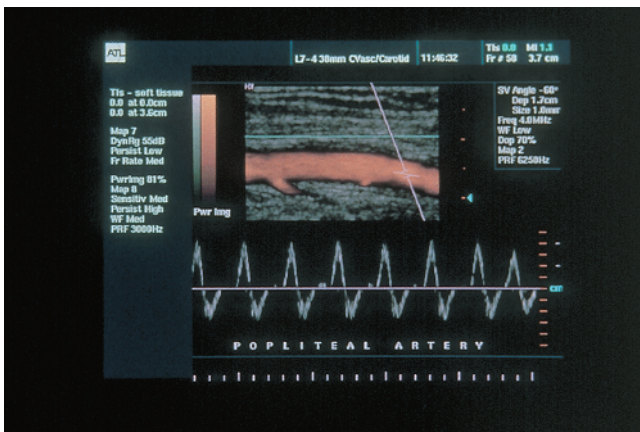 ATL
L7-4 38mm CVasc/Carotid
11:46:32
TIs 0.0 MI 1.1
Fr # 58 3.7 cm
TIs - soft tissue
0.0 at 0.0cm
0.0 at 3.6cm
Map 7
DynRg 55dB
Persist Low
Fr Rate Med
PwrImg 81%
Map 8
Sensitiv Med
Persist High
WF Med
PRF 3000Hz
Pwr Img
SV Angle -60°
Dep 1.7cm
Size 1.0mm
Freq 4.0MHz
WF Low
Dop 70%
Map 2
PRF 6250Hz
POPLITEAL ARTERY